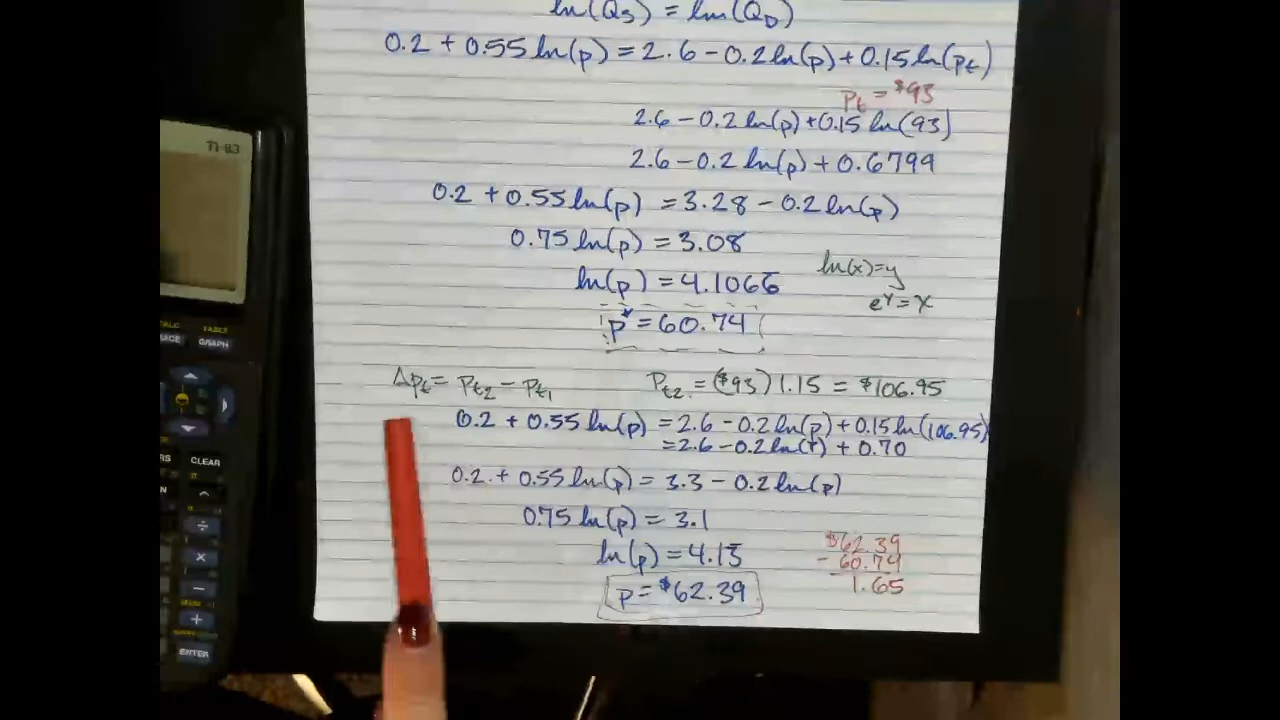 ln(Qs) = ln(QD)
0.2 + 0.55 ln(p) = 2.6 - 0.2 ln(p) + 0.15 ln(pt)
Pt = $93
2.6 - 0.2 ln(p) + 0.15 ln(93)
2.6 - 0.2 ln(p) + 0.6799
0.2 + 0.55 ln(p) = 3.28 - 0.2 ln(p)
0.75 ln(p) = 3.08
ln(x) = y
ln(p) = 4.1066
e^y = x
p* = 60.74
Δpt = Pt2 - Pt1
Pt2 = ($93) 1.15 = $106.95
0.2 + 0.55 ln(p) = 2.6 - 0.2 ln(p) + 0.15 ln(106.95)
= 2.6 - 0.2 ln(p) + 0.70
0.2 + 0.55 ln(p) = 3.3 - 0.2 ln(p)
0.75 ln(p) = 3.1
ln(p) = 4.13̅
p = $62.39
$62.39
- 60.74
1.65
TI-83
TABLE
GRAPH
CLEAR
ENTER